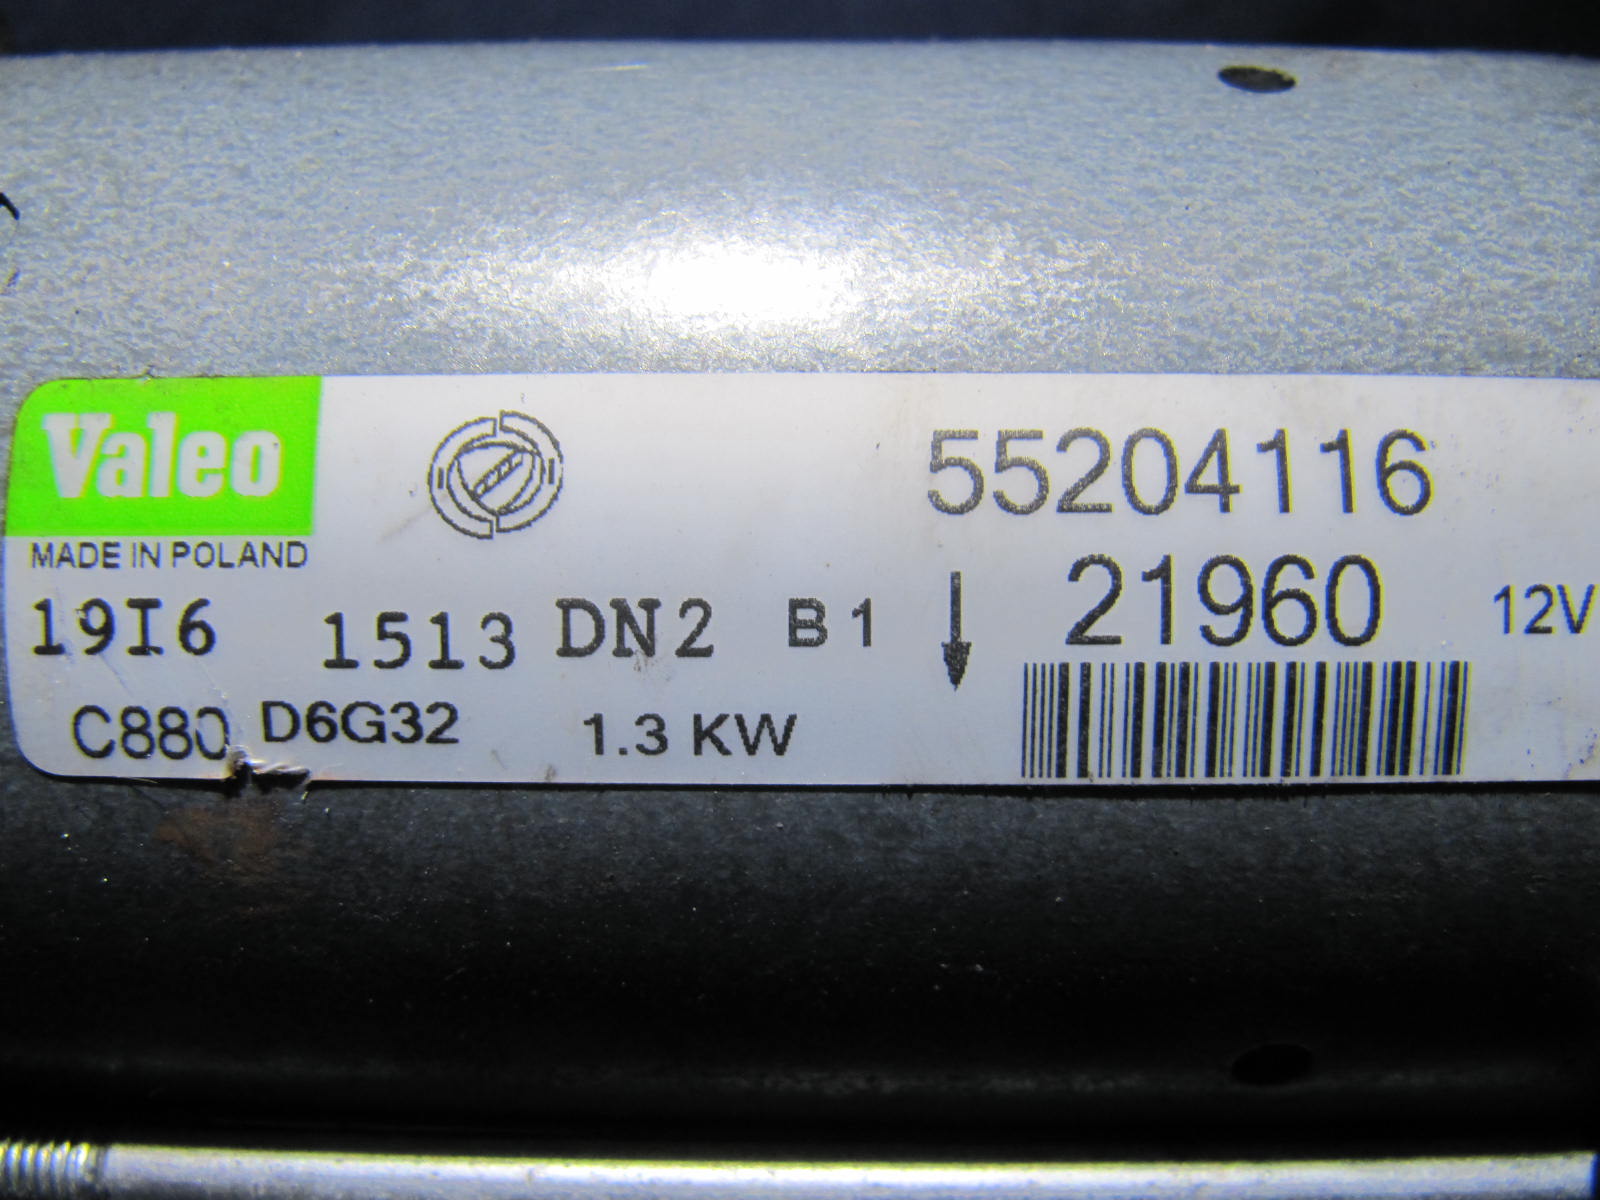 Valeo
MADE IN POLAND
55204116
21960 12V
19I6 1513 DN2 B1
C880 D6G32 1.3 KW